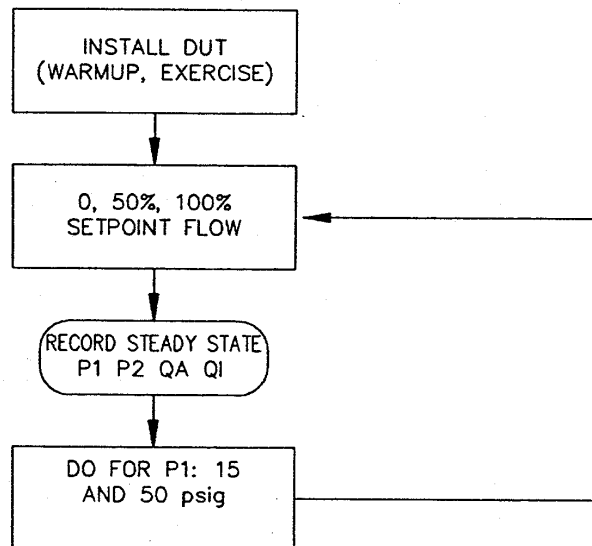 INSTALL DUT
(WARMUP, EXERCISE)
0, 50%, 100%
SETPOINT FLOW
RECORD STEADY STATE
P1 P2 QA QI
DO FOR P1: 15
AND 50 psig